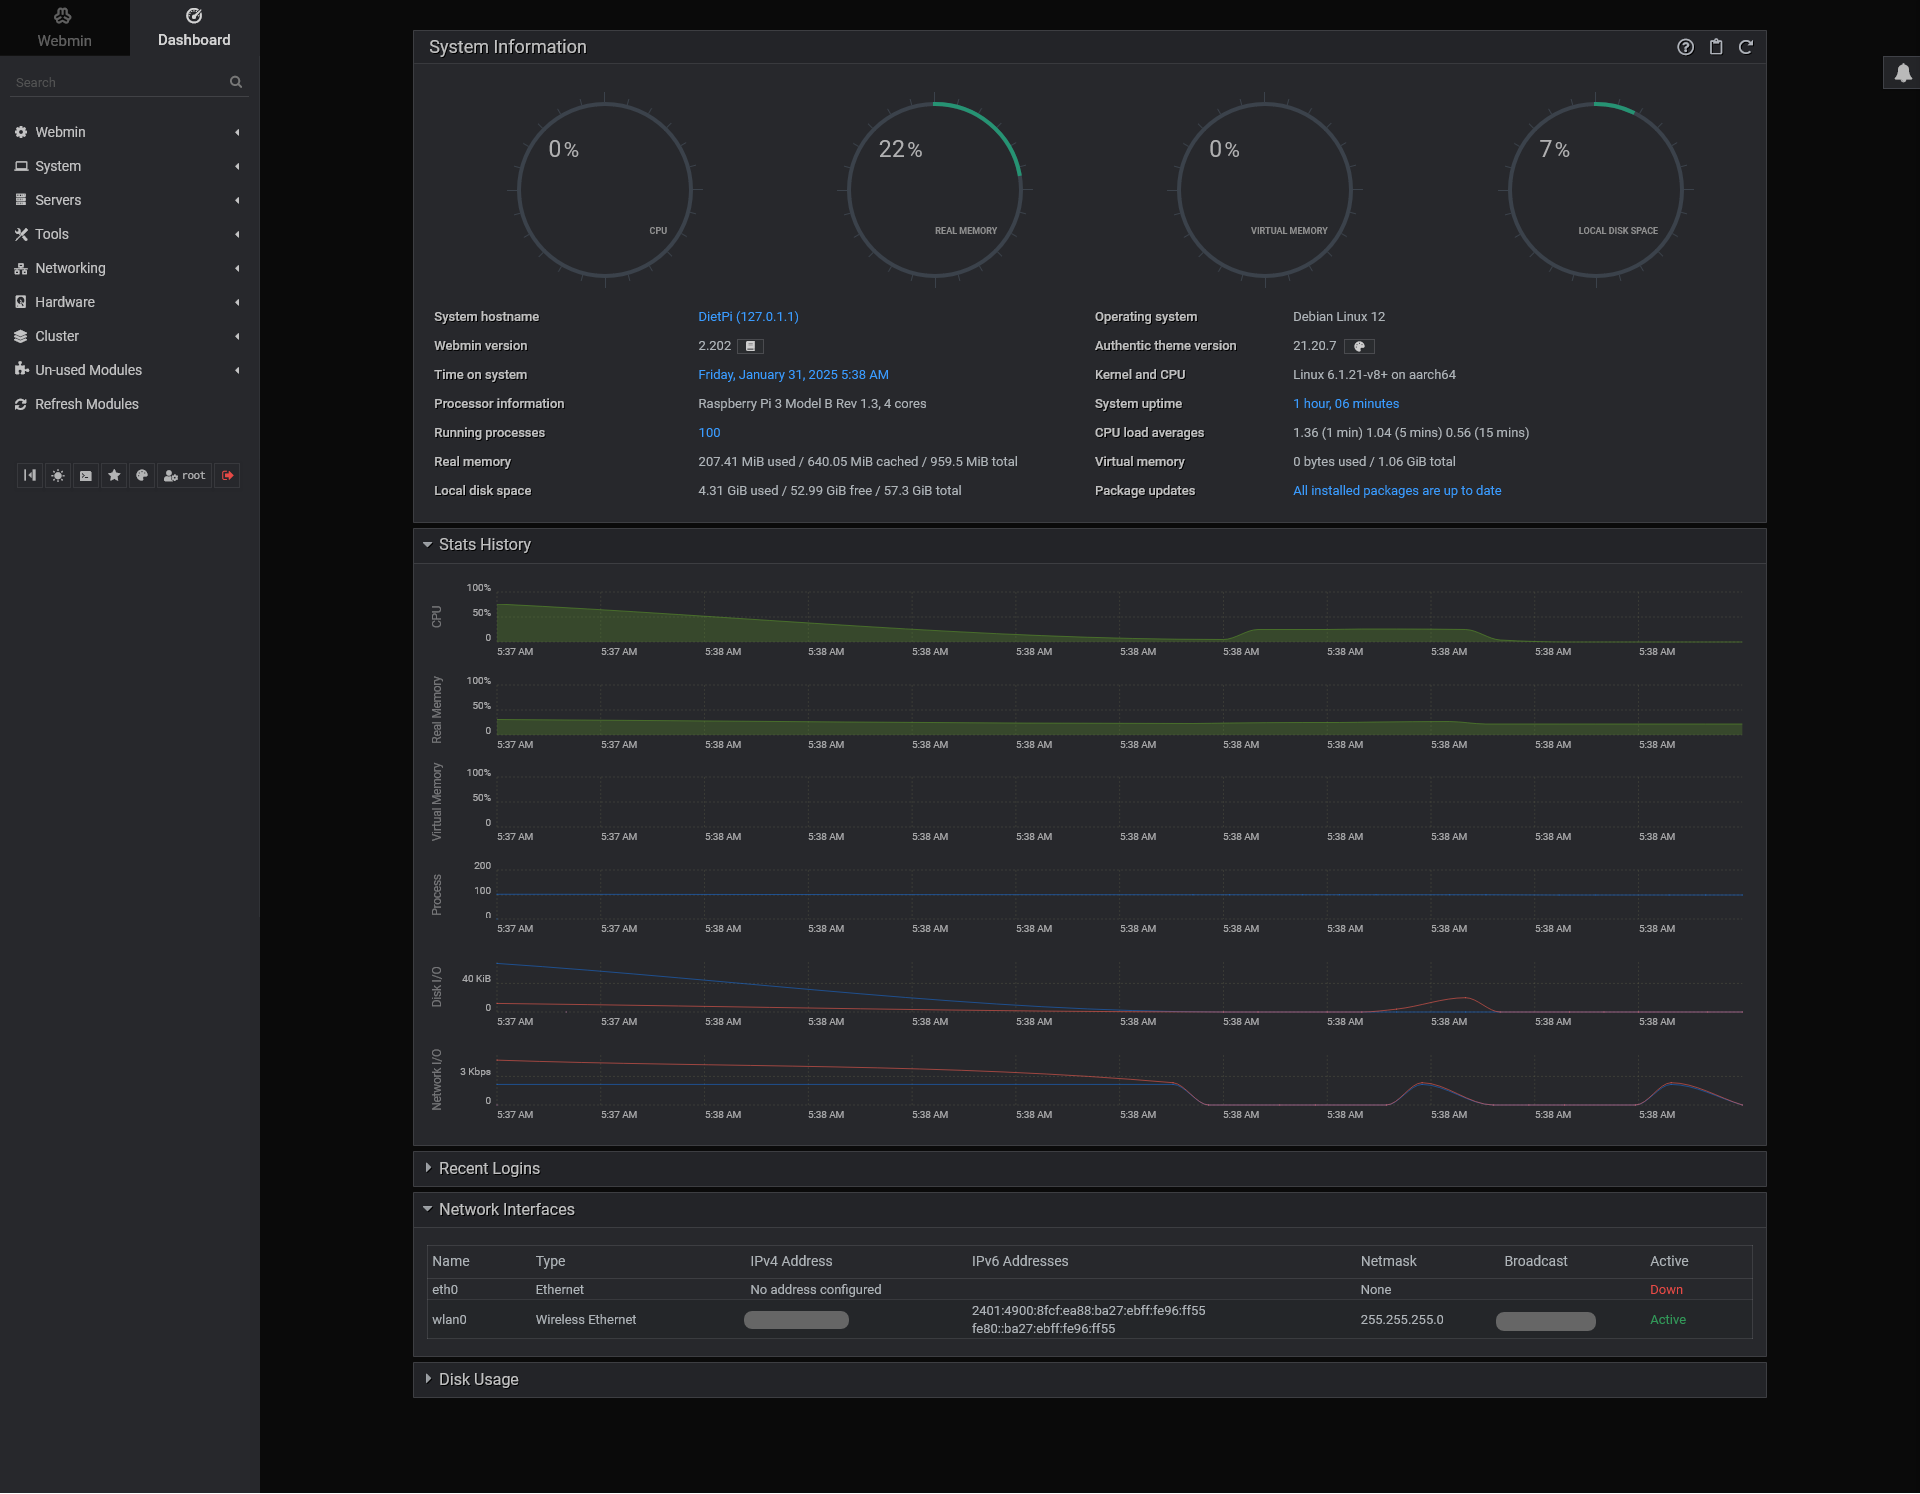 Webmin
Dashboard
Search
Webmin
System
Servers
Tools
Networking
Hardware
Cluster
Un-used Modules
Refresh Modules
root
System Information
0%
CPU
22%
REAL MEMORY
0%
VIRTUAL MEMORY
7%
LOCAL DISK SPACE
System hostname DietPi (127.0.1.1) Operating system Debian Linux 12
Webmin version 2.202 Authentic theme version 21.20.7
Time on system Friday, January 31, 2025 5:38 AM Kernel and CPU Linux 6.1.21-v8+ on aarch64
Processor information Raspberry Pi 3 Model B Rev 1.3, 4 cores System uptime 1 hour, 06 minutes
Running processes 100 CPU load averages 1.36 (1 min) 1.04 (5 mins) 0.56 (15 mins)
Real memory 207.41 MiB used / 640.05 MiB cached / 959.5 MiB total Virtual memory 0 bytes used / 1.06 GiB total
Local disk space 4.31 GiB used / 52.99 GiB free / 57.3 GiB total Package updates All installed packages are up to date
Stats History
CPU
100%
50%
0
5:37 AM 5:37 AM 5:38 AM 5:38 AM 5:38 AM 5:38 AM 5:38 AM 5:38 AM 5:38 AM 5:38 AM 5:38 AM 5:38 AM
Real Memory
100%
50%
0
5:37 AM 5:37 AM 5:38 AM 5:38 AM 5:38 AM 5:38 AM 5:38 AM 5:38 AM 5:38 AM 5:38 AM 5:38 AM 5:38 AM
Virtual Memory
100%
50%
0
5:37 AM 5:37 AM 5:38 AM 5:38 AM 5:38 AM 5:38 AM 5:38 AM 5:38 AM 5:38 AM 5:38 AM 5:38 AM 5:38 AM
Process
200
100
0
5:37 AM 5:37 AM 5:38 AM 5:38 AM 5:38 AM 5:38 AM 5:38 AM 5:38 AM 5:38 AM 5:38 AM 5:38 AM 5:38 AM
Disk I/O
40 KiB
0
5:37 AM 5:37 AM 5:38 AM 5:38 AM 5:38 AM 5:38 AM 5:38 AM 5:38 AM 5:38 AM 5:38 AM 5:38 AM 5:38 AM
Network I/O
3 Kbps
0
5:37 AM 5:37 AM 5:38 AM 5:38 AM 5:38 AM 5:38 AM 5:38 AM 5:38 AM 5:38 AM 5:38 AM 5:38 AM 5:38 AM
Recent Logins
Network Interfaces
Name Type IPv4 Address IPv6 Addresses Netmask Broadcast Active
eth0 Ethernet No address configured None Down
wlan0 Wireless Ethernet 2401:4900:8fcf:ea88:ba27:ebff:fe96:ff55 255.255.255.0 Active
fe80::ba27:ebff:fe96:ff55
Disk Usage